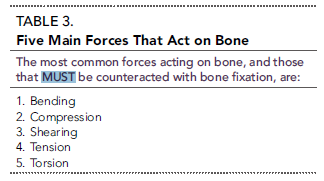 TABLE 3.
Five Main Forces That Act on Bone
The most common forces acting on bone, and those
that MUST be counteracted with bone fixation, are:
1. Bending
2. Compression
3. Shearing
4. Tension
5. Torsion